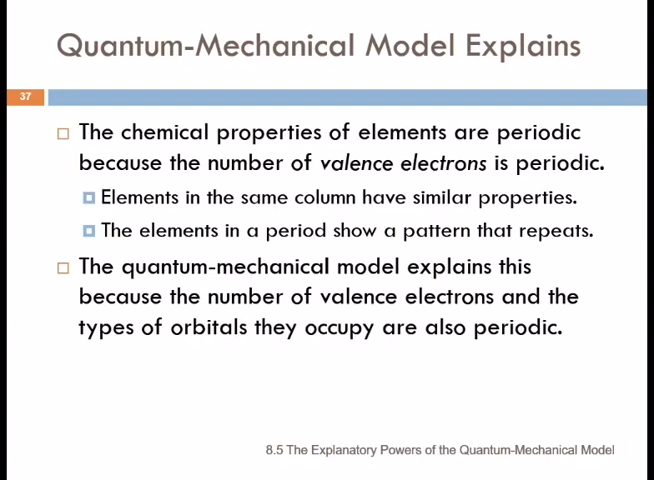 Quantum-Mechanical Model Explains
37
The chemical properties of elements are periodic
because the number of valence electrons is periodic.
Elements in the same column have similar properties.
The elements in a period show a pattern that repeats.
The quantum-mechanical model explains this
because the number of valence electrons and the
types of orbitals they occupy are also periodic.
8.5 The Explanatory Powers of the Quantum-Mechanical Model